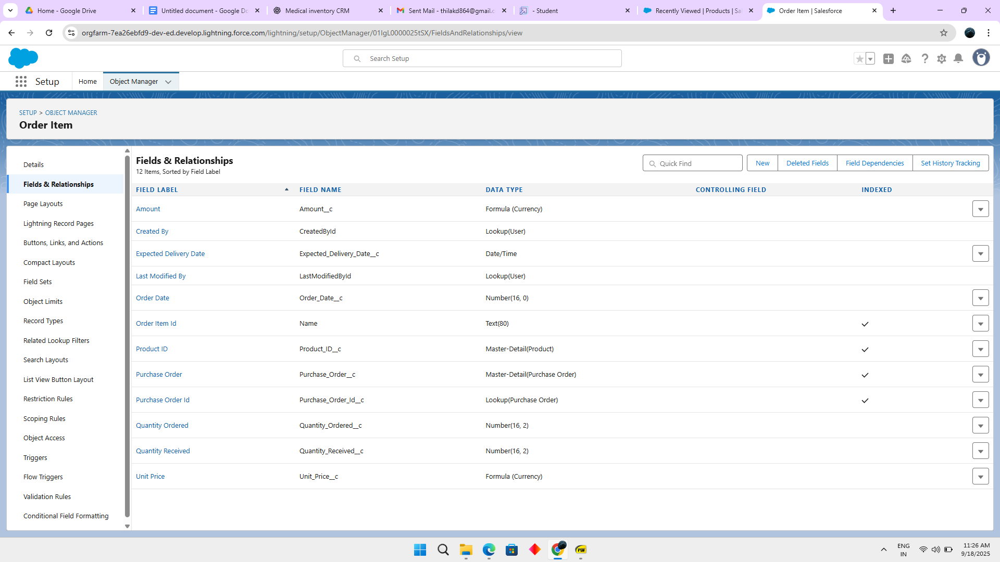 Home - Google Drive
Untitled document - Google Do
Medical inventory CRM
Sent Mail - thilakd864@gmail.c
- Student
Recently Viewed | Products | Sa
Order Item | Salesforce
orgfarm-7ea26ebfd9-dev-ed.develop.lightning.force.com/lightning/setup/ObjectManager/01IgL0000025tSX/FieldsAndRelationships/view
Search Setup
Setup
Home
Object Manager
SETUP > OBJECT MANAGER
Order Item
Details
Fields & Relationships
Page Layouts
Lightning Record Pages
Buttons, Links, and Actions
Compact Layouts
Field Sets
Object Limits
Record Types
Related Lookup Filters
Search Layouts
List View Button Layout
Restriction Rules
Scoping Rules
Object Access
Triggers
Flow Triggers
Validation Rules
Conditional Field Formatting
Fields & Relationships
12 Items, Sorted by Field Label
Quick Find
New
Deleted Fields
Field Dependencies
Set History Tracking
FIELD LABEL FIELD NAME DATA TYPE CONTROLLING FIELD INDEXED
Amount Amount__c Formula (Currency)
Created By CreatedById Lookup(User)
Expected Delivery Date Expected_Delivery_Date__c Date/Time
Last Modified By LastModifiedById Lookup(User)
Order Date Order_Date__c Number(16, 0)
Order Item Id Name Text(80)
Product ID Product_ID__c Master-Detail(Product)
Purchase Order Purchase_Order__c Master-Detail(Purchase Order)
Purchase Order Id Purchase_Order_Id__c Lookup(Purchase Order)
Quantity Ordered Quantity_Ordered__c Number(16, 2)
Quantity Received Quantity_Received__c Number(16, 2)
Unit Price Unit_Price__c Formula (Currency)
PDF
ENG
IN
11:26 AM
9/18/2025